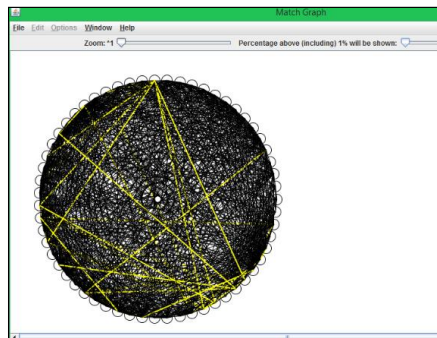 Match Graph
File Edit Options Window Help
Zoom: ^1 Percentage above (including) 1% will be shown: